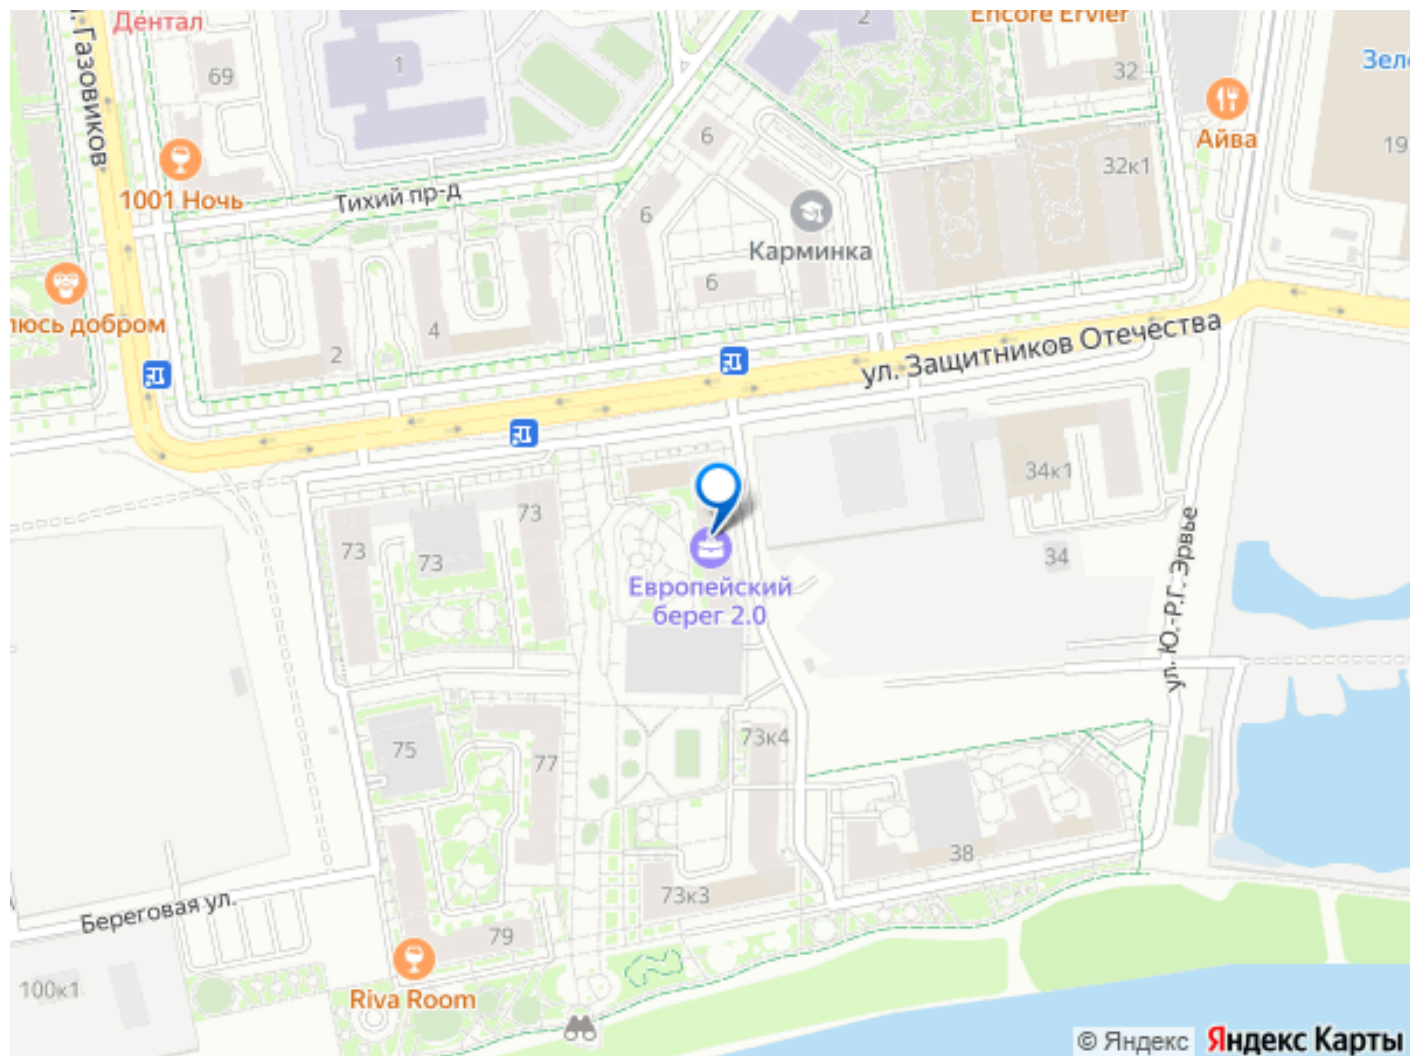 Дентал
Encore Ervier
2
1
69
32
Зел
Газовиков
Айва
19
6
32к1
1001 Ночь
Тихий пр-д
6
Карминка
6
люсь добром
4
2
ул. Защитников Отечества
34к1
73
73
73
34
Европейский
берег 2.0
ул. Ю.-Р.Г. Эрвье
75
77
73к4
38
73к3
Береговая ул.
79
100к1
Riva Room
© Яндекс Яндекс Карты